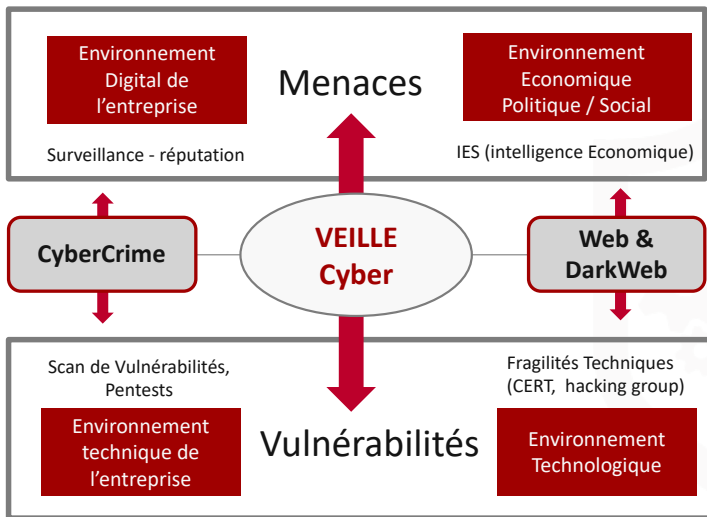 Environnement
Digital de
l'entreprise
Menaces
Environnement
Economique
Politique / Social
Surveillance - réputation
IES (intelligence Economique)
CyberCrime
VEILLE
Cyber
Web &
DarkWeb
Scan de Vulnérabilités,
Pentests
Fragilités Techniques
(CERT,  hacking group)
Environnement
technique de
l'entreprise
Vulnérabilités
Environnement
Technologique